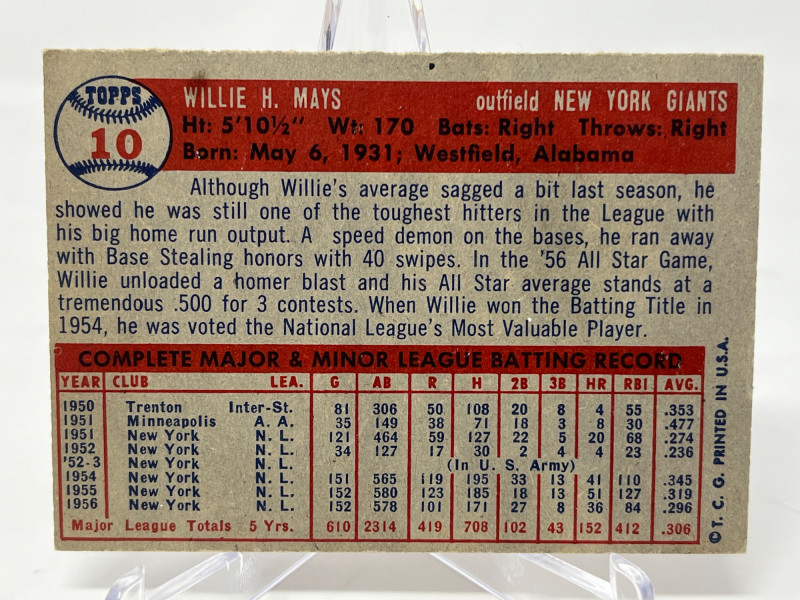 TOPPS
10
WILLIE H. MAYS outfield NEW YORK GIANTS
Ht: 5'10½" Wt: 170 Bats: Right Throws: Right
Born: May 6, 1931; Westfield, Alabama
Although Willie's average sagged a bit last season, he
showed he was still one of the toughest hitters in the League with
his big home run output. A speed demon on the bases, he ran away
with Base Stealing honors with 40 swipes. In the '56 All Star Game,
Willie unloaded a homer blast and his All Star average stands at a
tremendous .500 for 3 contests. When Willie won the Batting Title in
1954, he was voted the National League's Most Valuable Player.
COMPLETE MAJOR & MINOR LEAGUE BATTING RECORD
YEAR CLUB LEA. G AB R H 2B 3B HR RBI AVG.
1950 Trenton Inter-St. 81 306 50 108 20 8 4 55 .353
1951 Minneapolis A. A. 35 149 38 71 18 3 8 30 .477
1951 New York N. L. 121 464 59 127 22 5 20 68 .274
1952 New York N. L. 34 127 17 30 2 4 4 23 .236
'52-3 New York N. L. (In U. S. Army)
1954 New York N. L. 151 565 119 195 33 13 41 110 .345
1955 New York N. L. 152 580 123 185 18 13 51 127 .319
1956 New York N. L. 152 578 101 171 27 8 36 84 .296
Major League Totals 5 Yrs. 610 2314 419 708 102 43 152 412 .306
© T. C. G. PRINTED IN U.S.A.